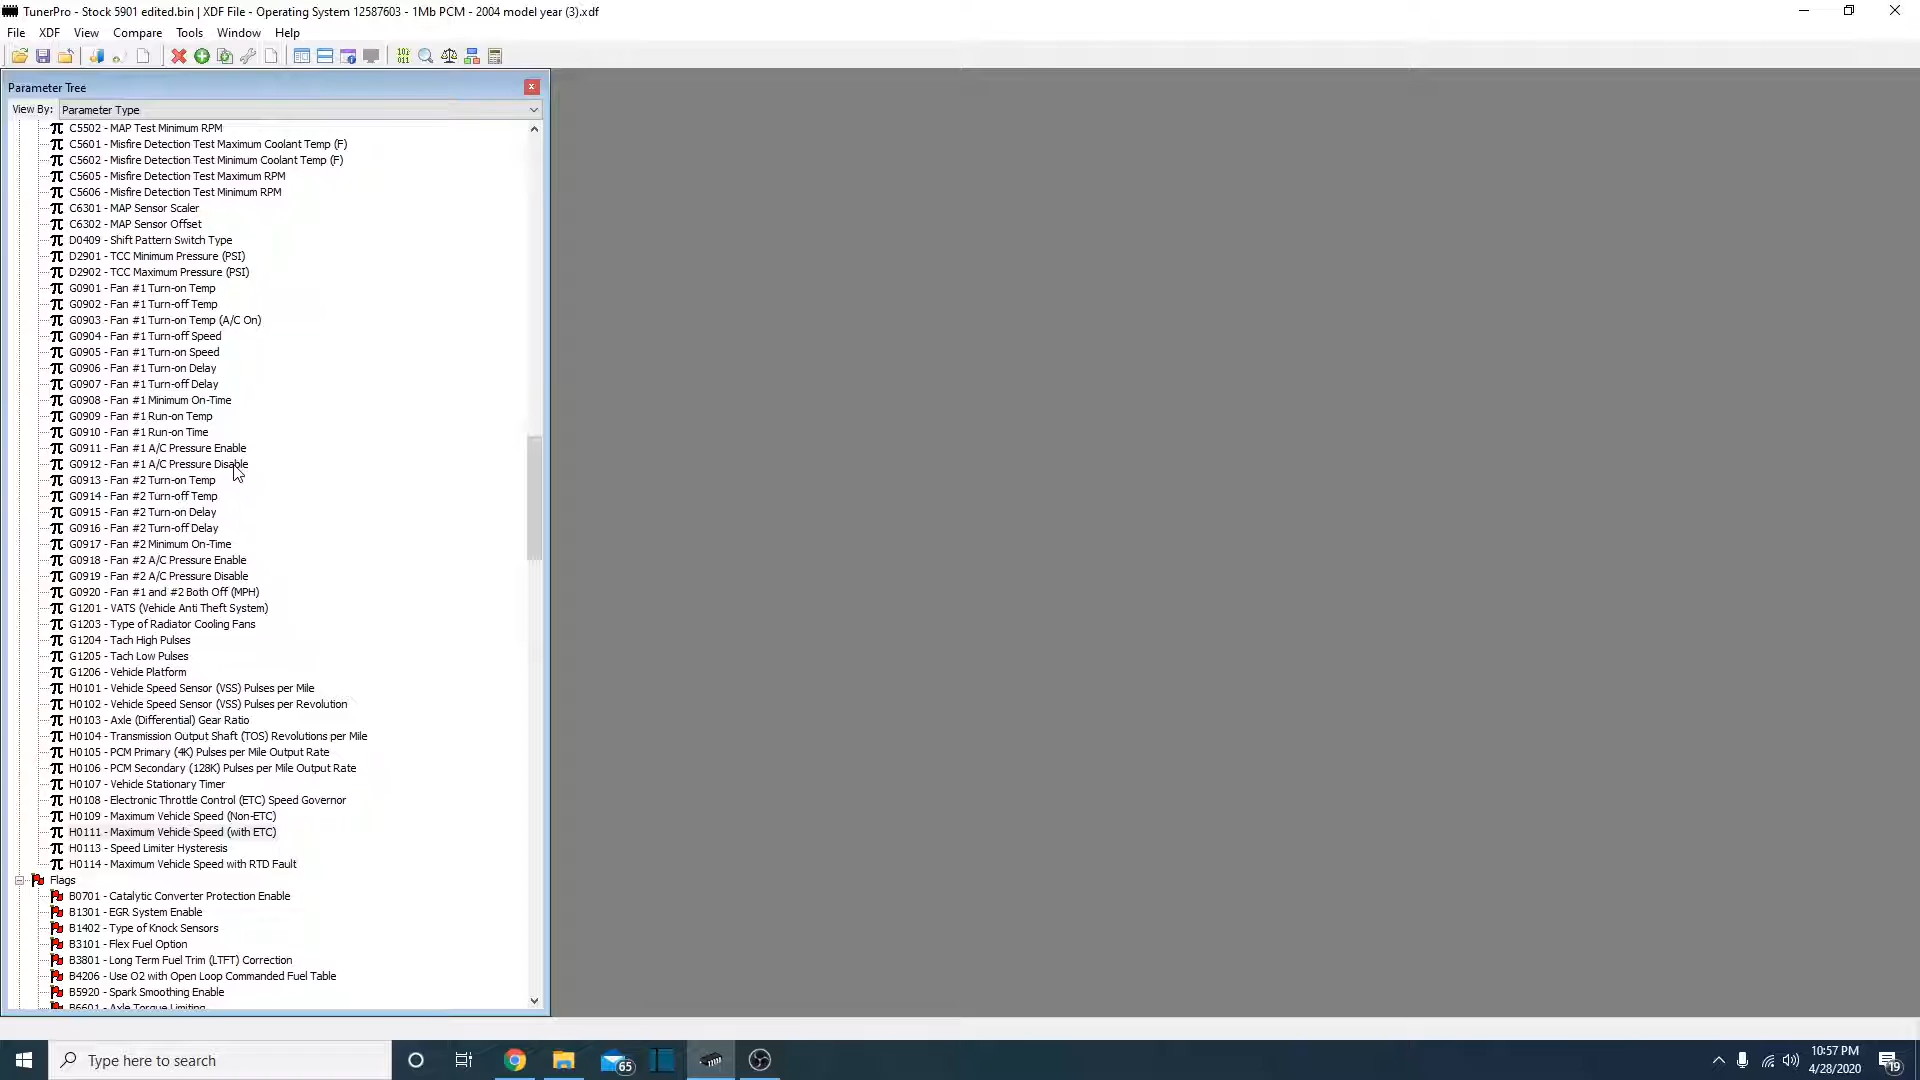 TunerPro - Stock 5901 edited.bin | XDF File - Operating System 12587603 - 1Mb PCM - 2004 model year (3).xdf
File XDF View Compare Tools Window Help
Parameter Tree
View By: Parameter Type
C5502 - MAP Test Minimum RPM
C5601 - Misfire Detection Test Maximum Coolant Temp (F)
C5602 - Misfire Detection Test Minimum Coolant Temp (F)
C5605 - Misfire Detection Test Maximum RPM
C5606 - Misfire Detection Test Minimum RPM
C6301 - MAP Sensor Scaler
C6302 - MAP Sensor Offset
D0409 - Shift Pattern Switch Type
D2901 - TCC Minimum Pressure (PSI)
D2902 - TCC Maximum Pressure (PSI)
G0901 - Fan #1 Turn-on Temp
G0902 - Fan #1 Turn-off Temp
G0903 - Fan #1 Turn-on Temp (A/C On)
G0904 - Fan #1 Turn-off Speed
G0905 - Fan #1 Turn-on Speed
G0906 - Fan #1 Turn-on Delay
G0907 - Fan #1 Turn-off Delay
G0908 - Fan #1 Minimum On-Time
G0909 - Fan #1 Run-on Temp
G0910 - Fan #1 Run-on Time
G0911 - Fan #1 A/C Pressure Enable
G0912 - Fan #1 A/C Pressure Disable
G0913 - Fan #2 Turn-on Temp
G0914 - Fan #2 Turn-off Temp
G0915 - Fan #2 Turn-on Delay
G0916 - Fan #2 Turn-off Delay
G0917 - Fan #2 Minimum On-Time
G0918 - Fan #2 A/C Pressure Enable
G0919 - Fan #2 A/C Pressure Disable
G0920 - Fan #1 and #2 Both Off (MPH)
G1201 - VATS (Vehicle Anti Theft System)
G1203 - Type of Radiator Cooling Fans
G1204 - Tach High Pulses
G1205 - Tach Low Pulses
G1206 - Vehicle Platform
H0101 - Vehicle Speed Sensor (VSS) Pulses per Mile
H0102 - Vehicle Speed Sensor (VSS) Pulses per Revolution
H0103 - Axle (Differential) Gear Ratio
H0104 - Transmission Output Shaft (TOS) Revolutions per Mile
H0105 - PCM Primary (4K) Pulses per Mile Output Rate
H0106 - PCM Secondary (128K) Pulses per Mile Output Rate
H0107 - Vehicle Stationary Timer
H0108 - Electronic Throttle Control (ETC) Speed Governor
H0109 - Maximum Vehicle Speed (Non-ETC)
H0111 - Maximum Vehicle Speed (with ETC)
H0113 - Speed Limiter Hysteresis
H0114 - Maximum Vehicle Speed with RTD Fault
Flags
B0701 - Catalytic Converter Protection Enable
B1301 - EGR System Enable
B1402 - Type of Knock Sensors
B3101 - Flex Fuel Option
B3801 - Long Term Fuel Trim (LTFT) Correction
B4206 - Use O2 with Open Loop Commanded Fuel Table
B5920 - Spark Smoothing Enable
B6601 - Axle Torque Limiting
Type here to search
65
10:57 PM
4/28/2020
19